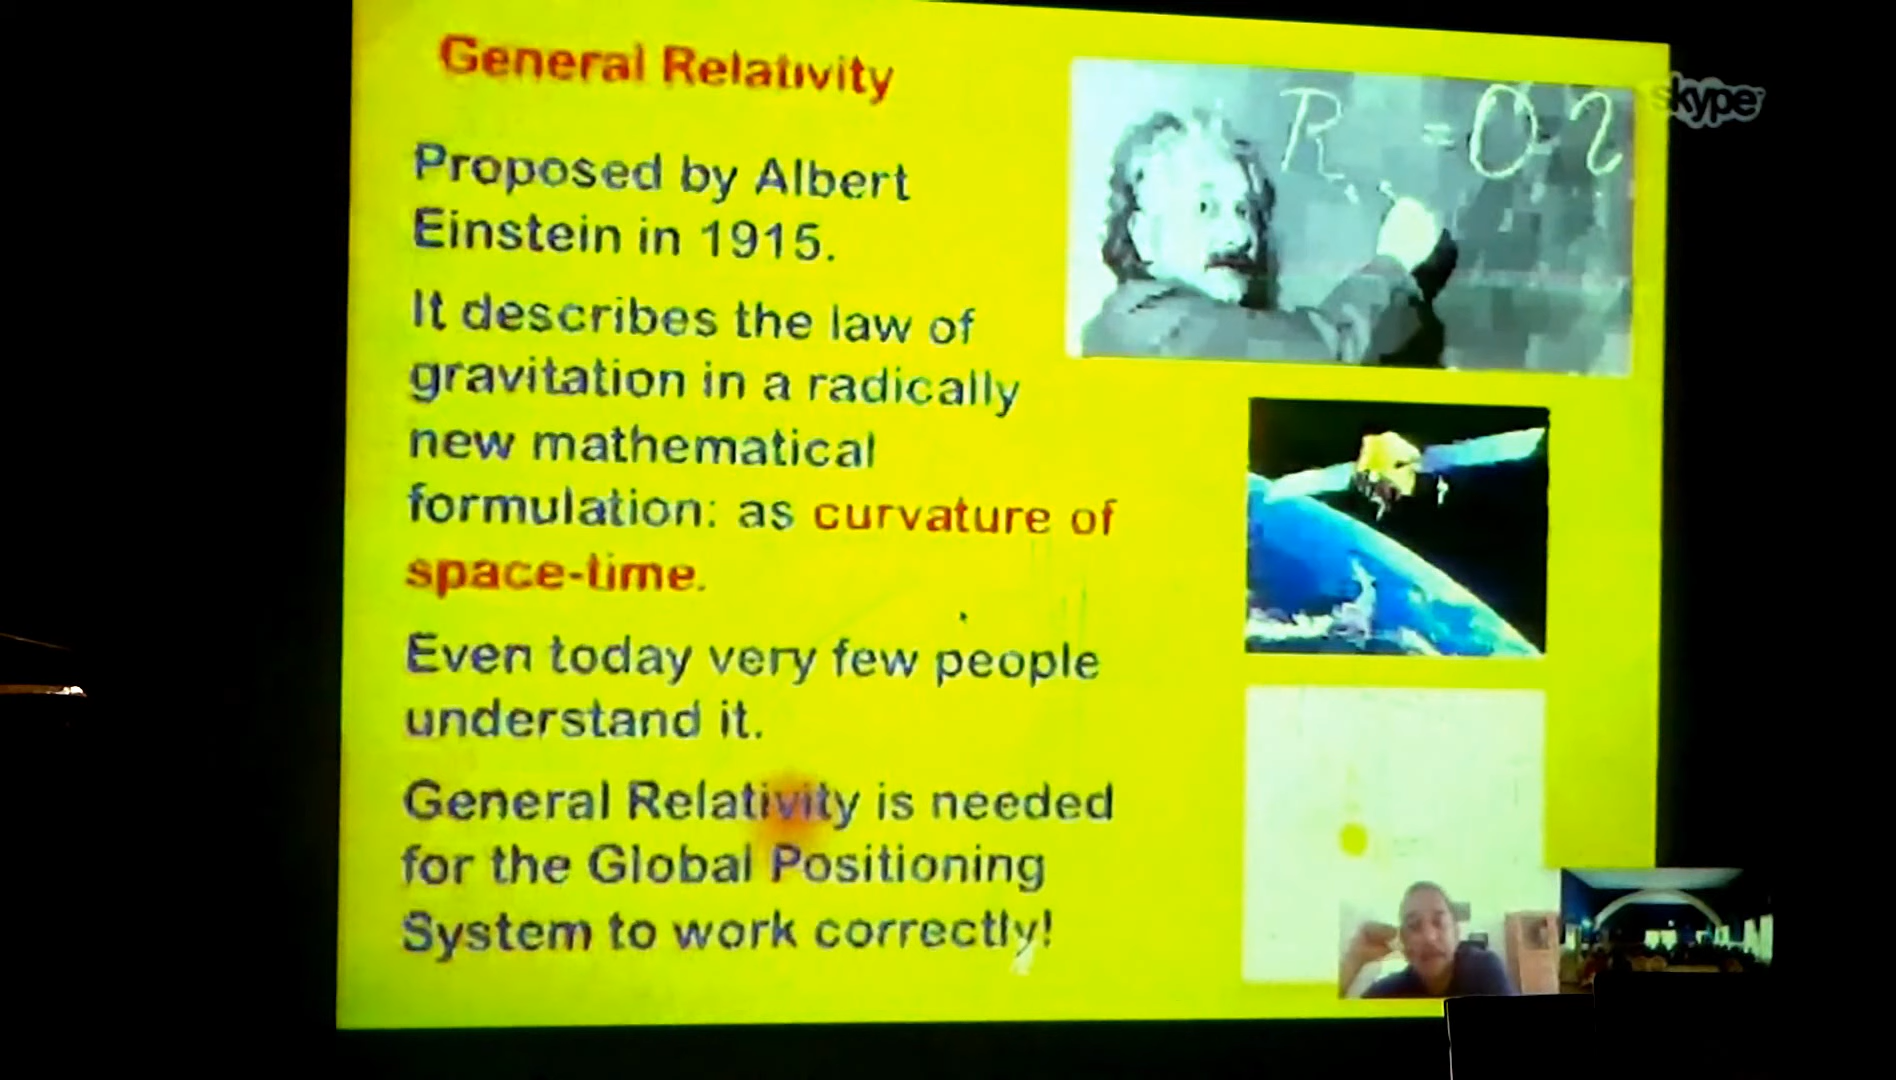 General Relativity
Proposed by Albert
Einstein in 1915.
It describes the law of
gravitation in a radically
new mathematical
formulation: as curvature of
space-time.
Even today very few people
understand it.
General Relativity is needed
for the Global Positioning
System to work correctly!
R = 0
skype